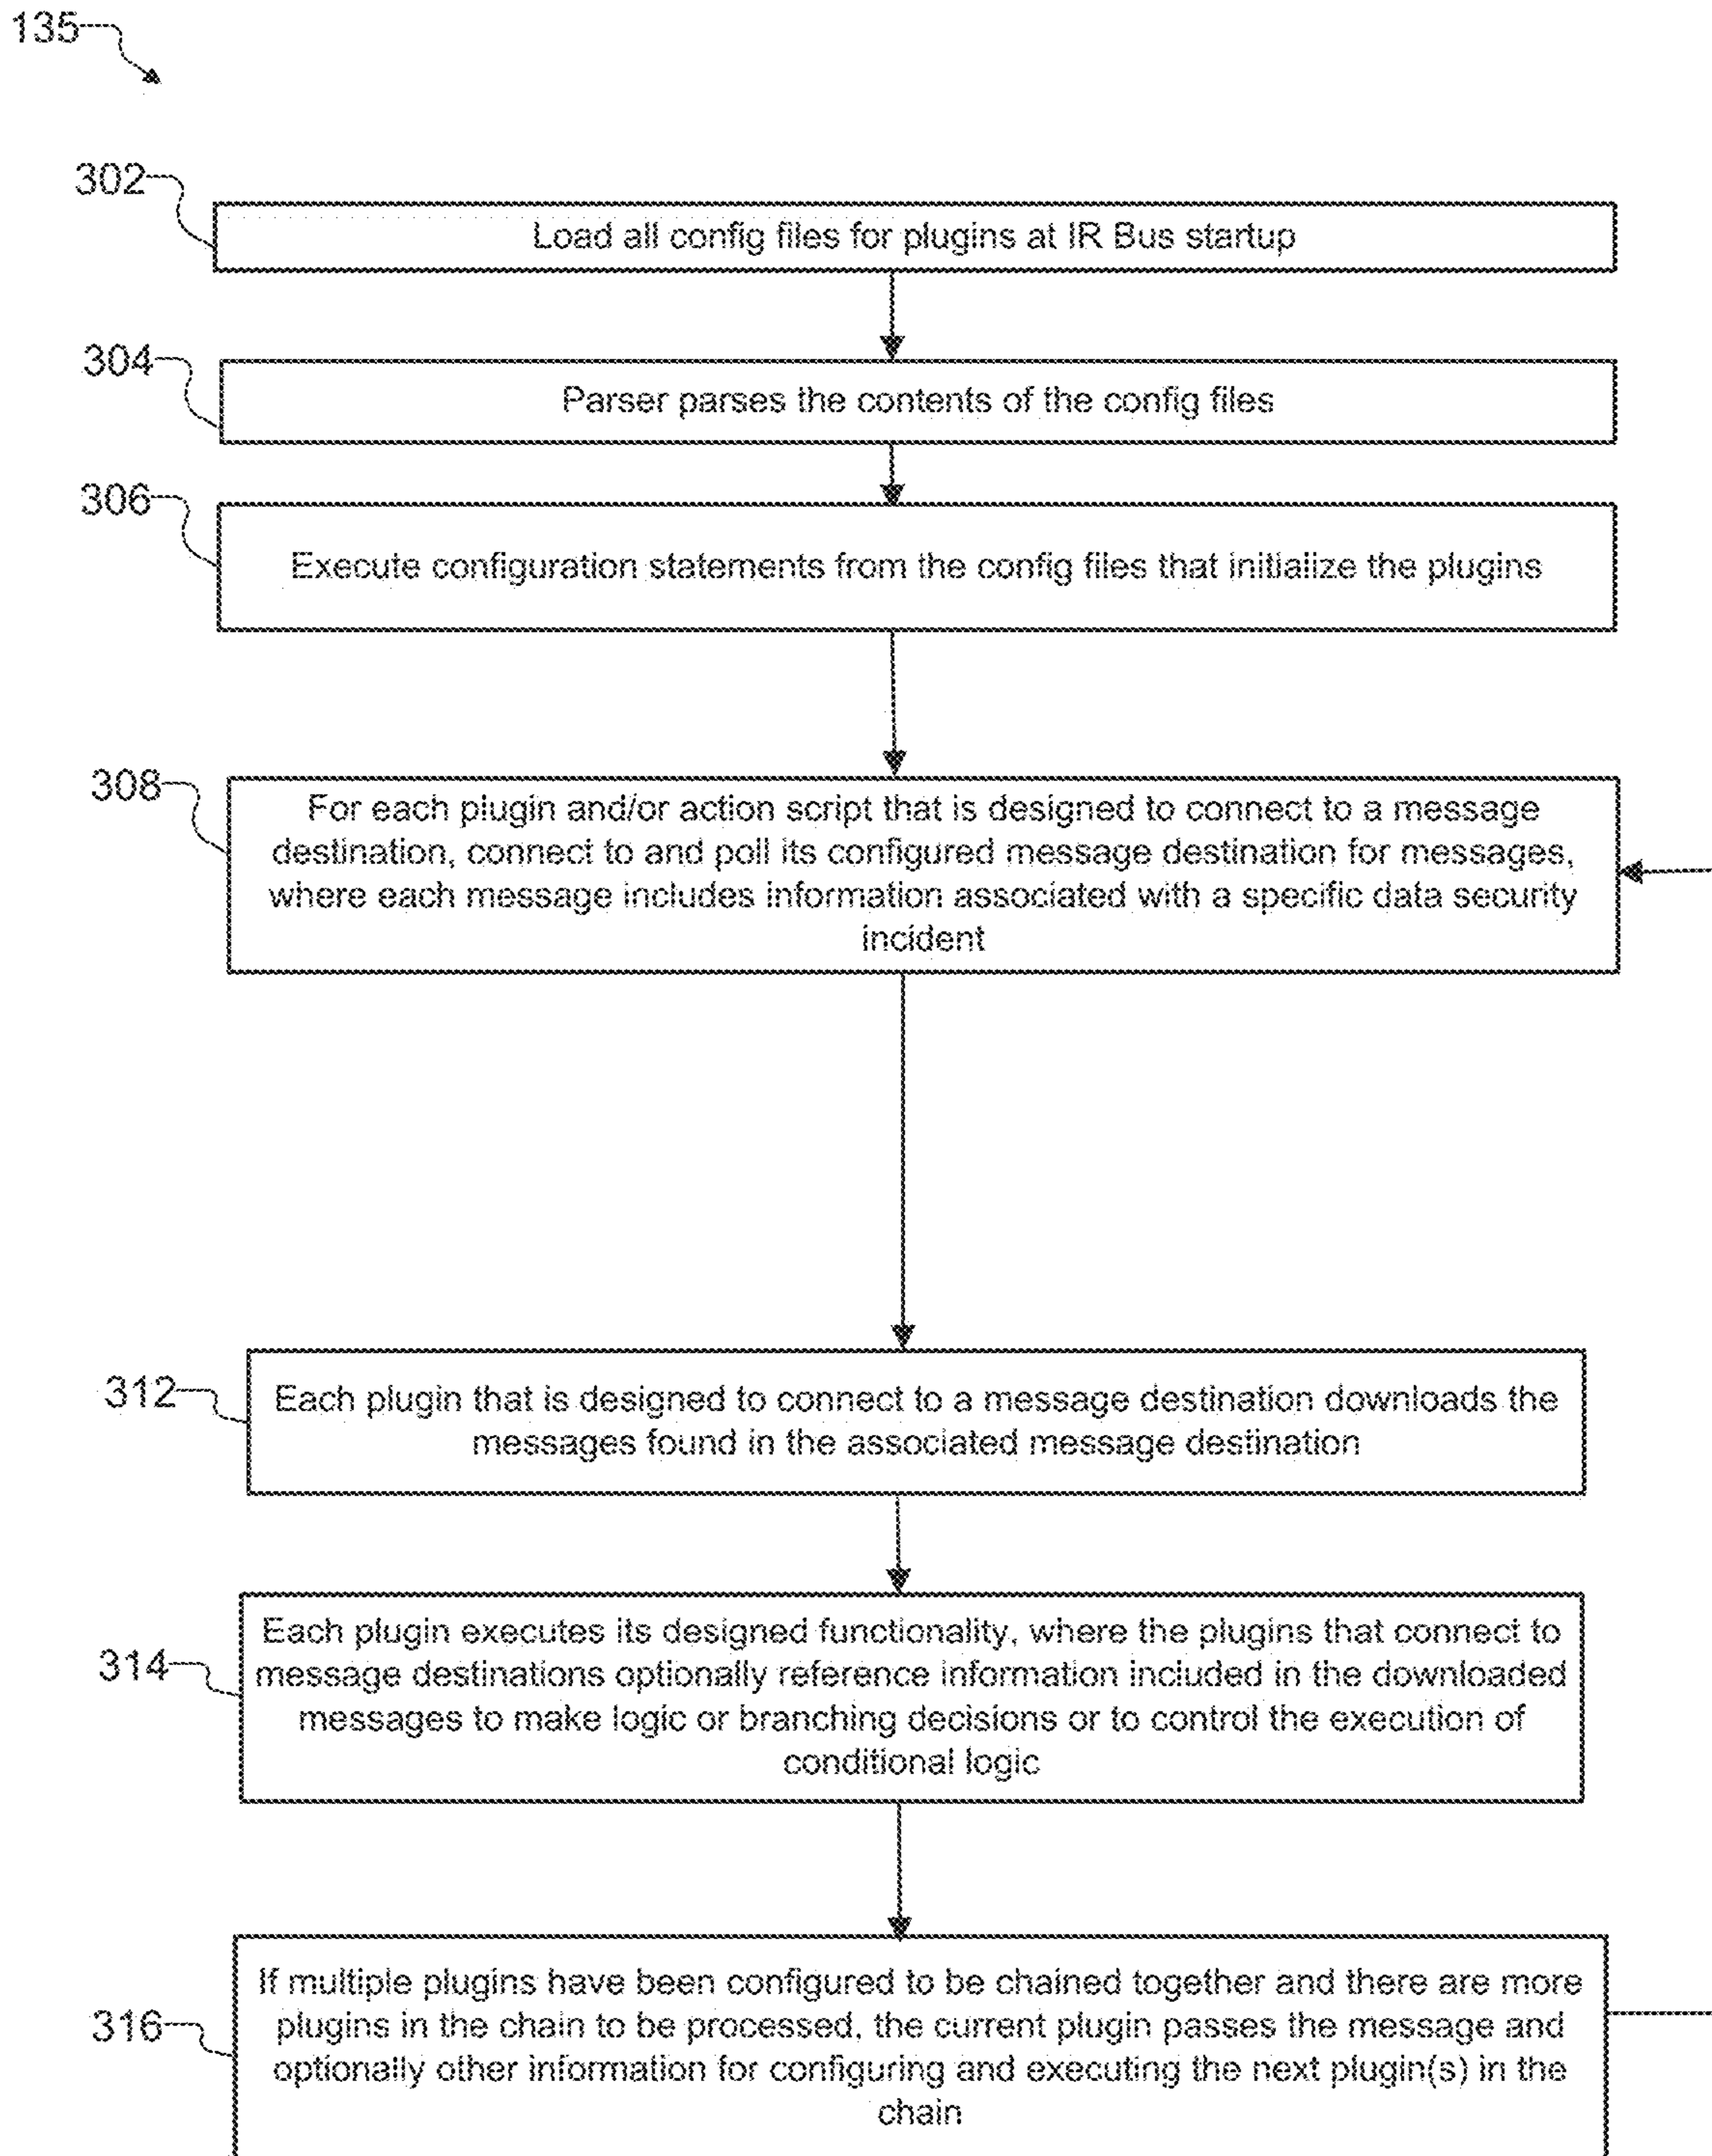 135
302
Load all config files for plugins at IR Bus startup
304
Parser parses the contents of the config files
306
Execute configuration statements from the config files that initialize the plugins
308
For each plugin and/or action script that is designed to connect to a message
destination, connect to and poll its configured message destination for messages,
where each message includes information associated with a specific data security
incident
312
Each plugin that is designed to connect to a message destination downloads the
messages found in the associated message destination
314
Each plugin executes its designed functionality, where the plugins that connect to
message destinations optionally reference information included in the downloaded
messages to make logic or branching decisions or to control the execution of
conditional logic
316
If multiple plugins have been configured to be chained together and there are more
plugins in the chain to be processed, the current plugin passes the message and
optionally other information for configuring and executing the next plugin(s) in the
chain